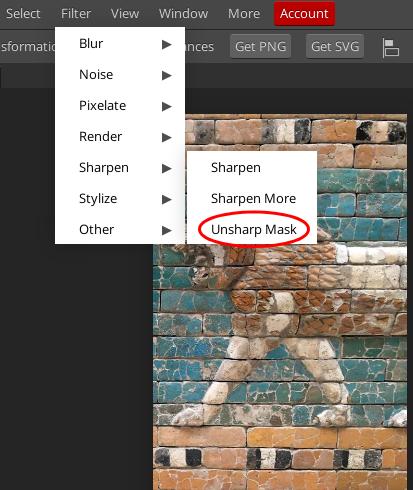 Select Filter View Window More Account
sformatio nces Get PNG Get SVG
Blur
Noise
Pixelate
Render
Sharpen
Stylize
Other
Sharpen
Sharpen More
Unsharp Mask